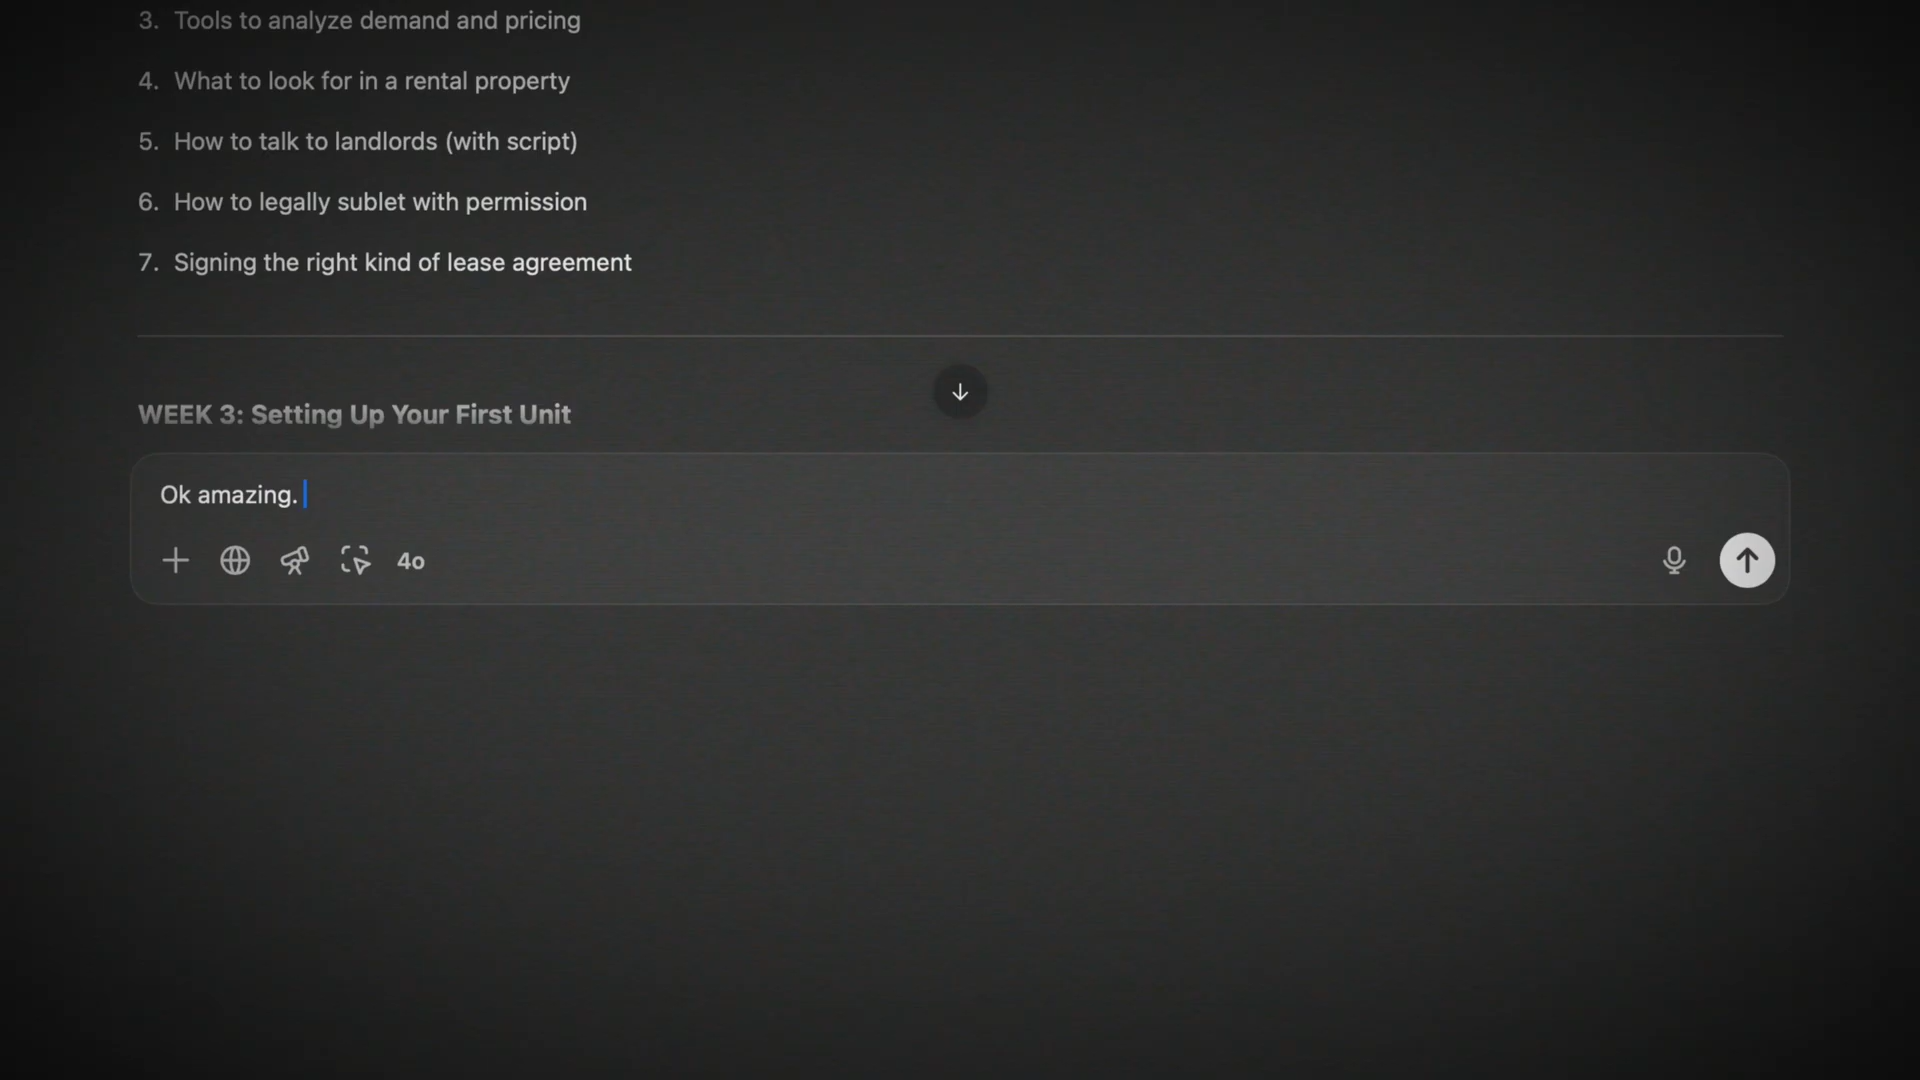 3. Tools to analyze demand and pricing
4. What to look for in a rental property
5. How to talk to landlords (with script)
6. How to legally sublet with permission
7. Signing the right kind of lease agreement
WEEK 3: Setting Up Your First Unit
Ok amazing.
4o